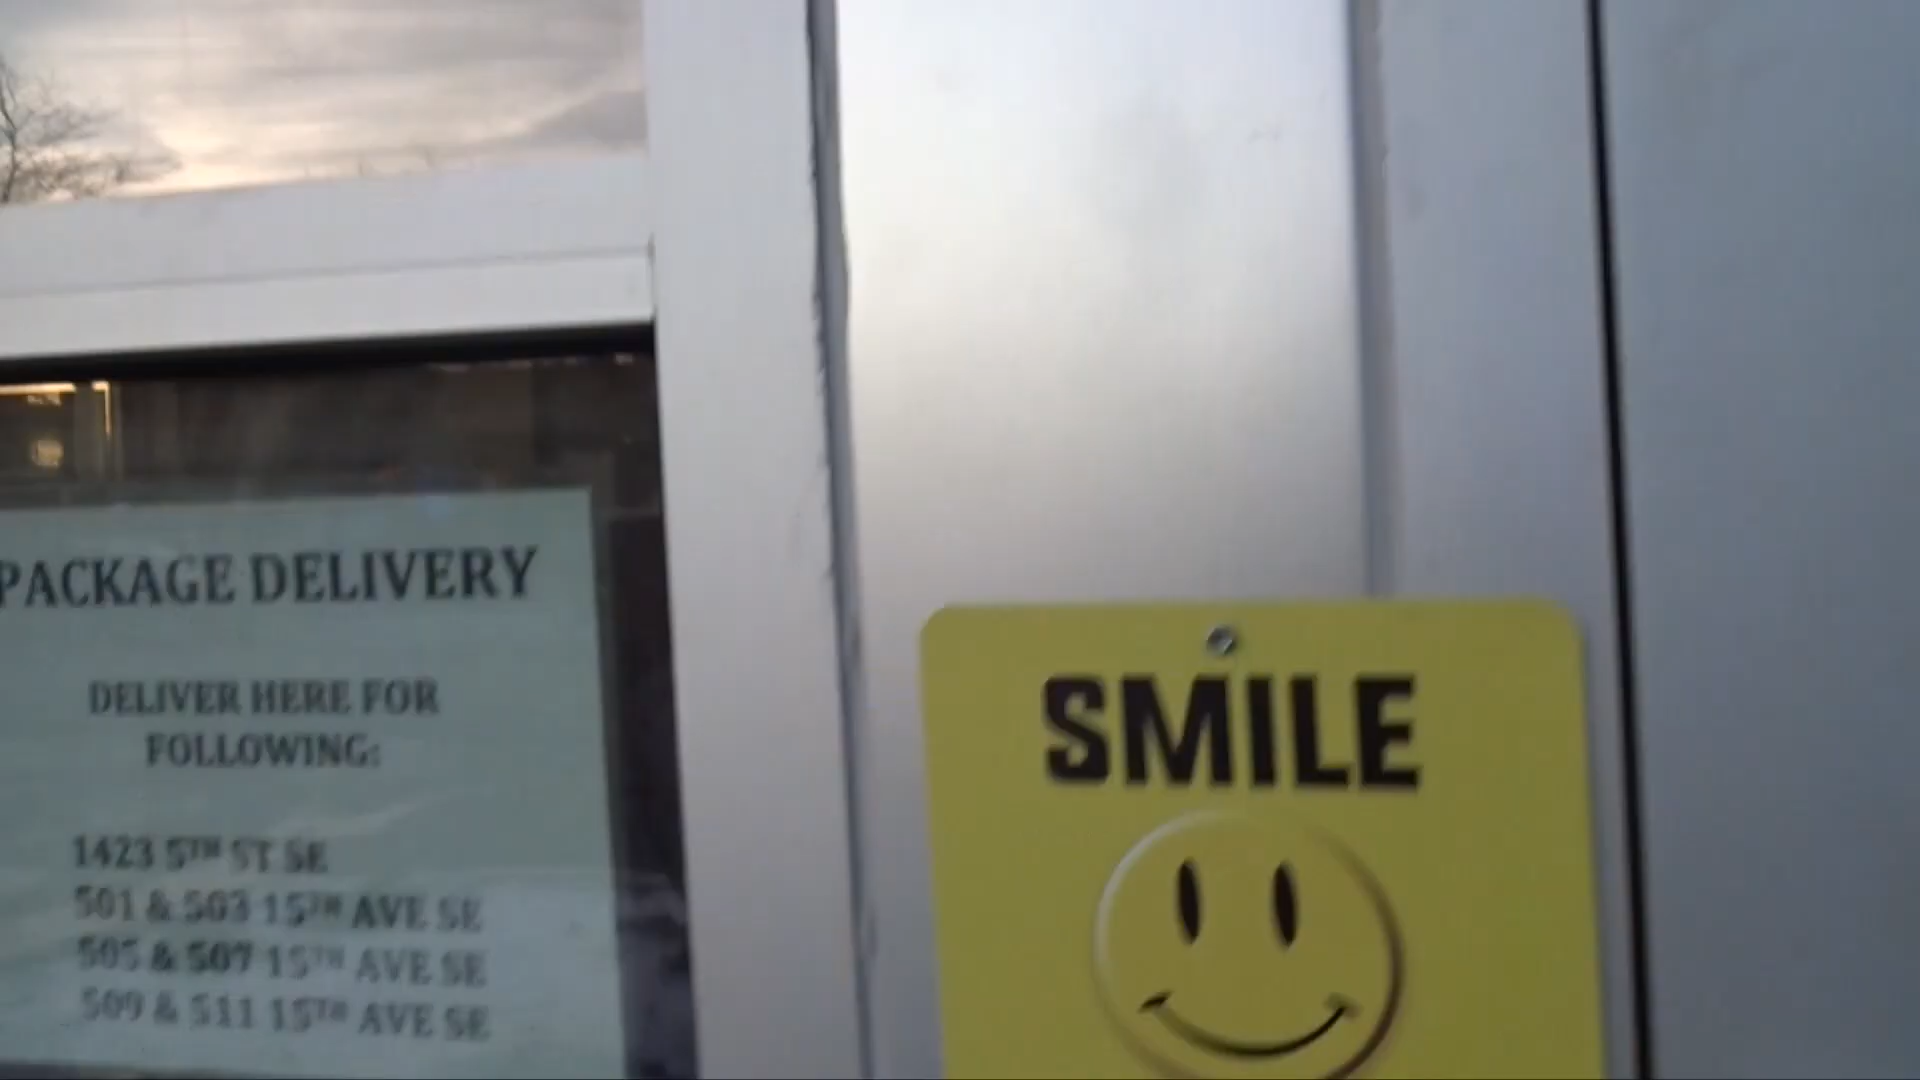 PACKAGE DELIVERY
DELIVER HERE FOR
FOLLOWING:
1423 5TH ST SE
501 & 503 15TH AVE SE
505 & 507 15TH AVE SE
509 & 511 15TH AVE SE
SMILE